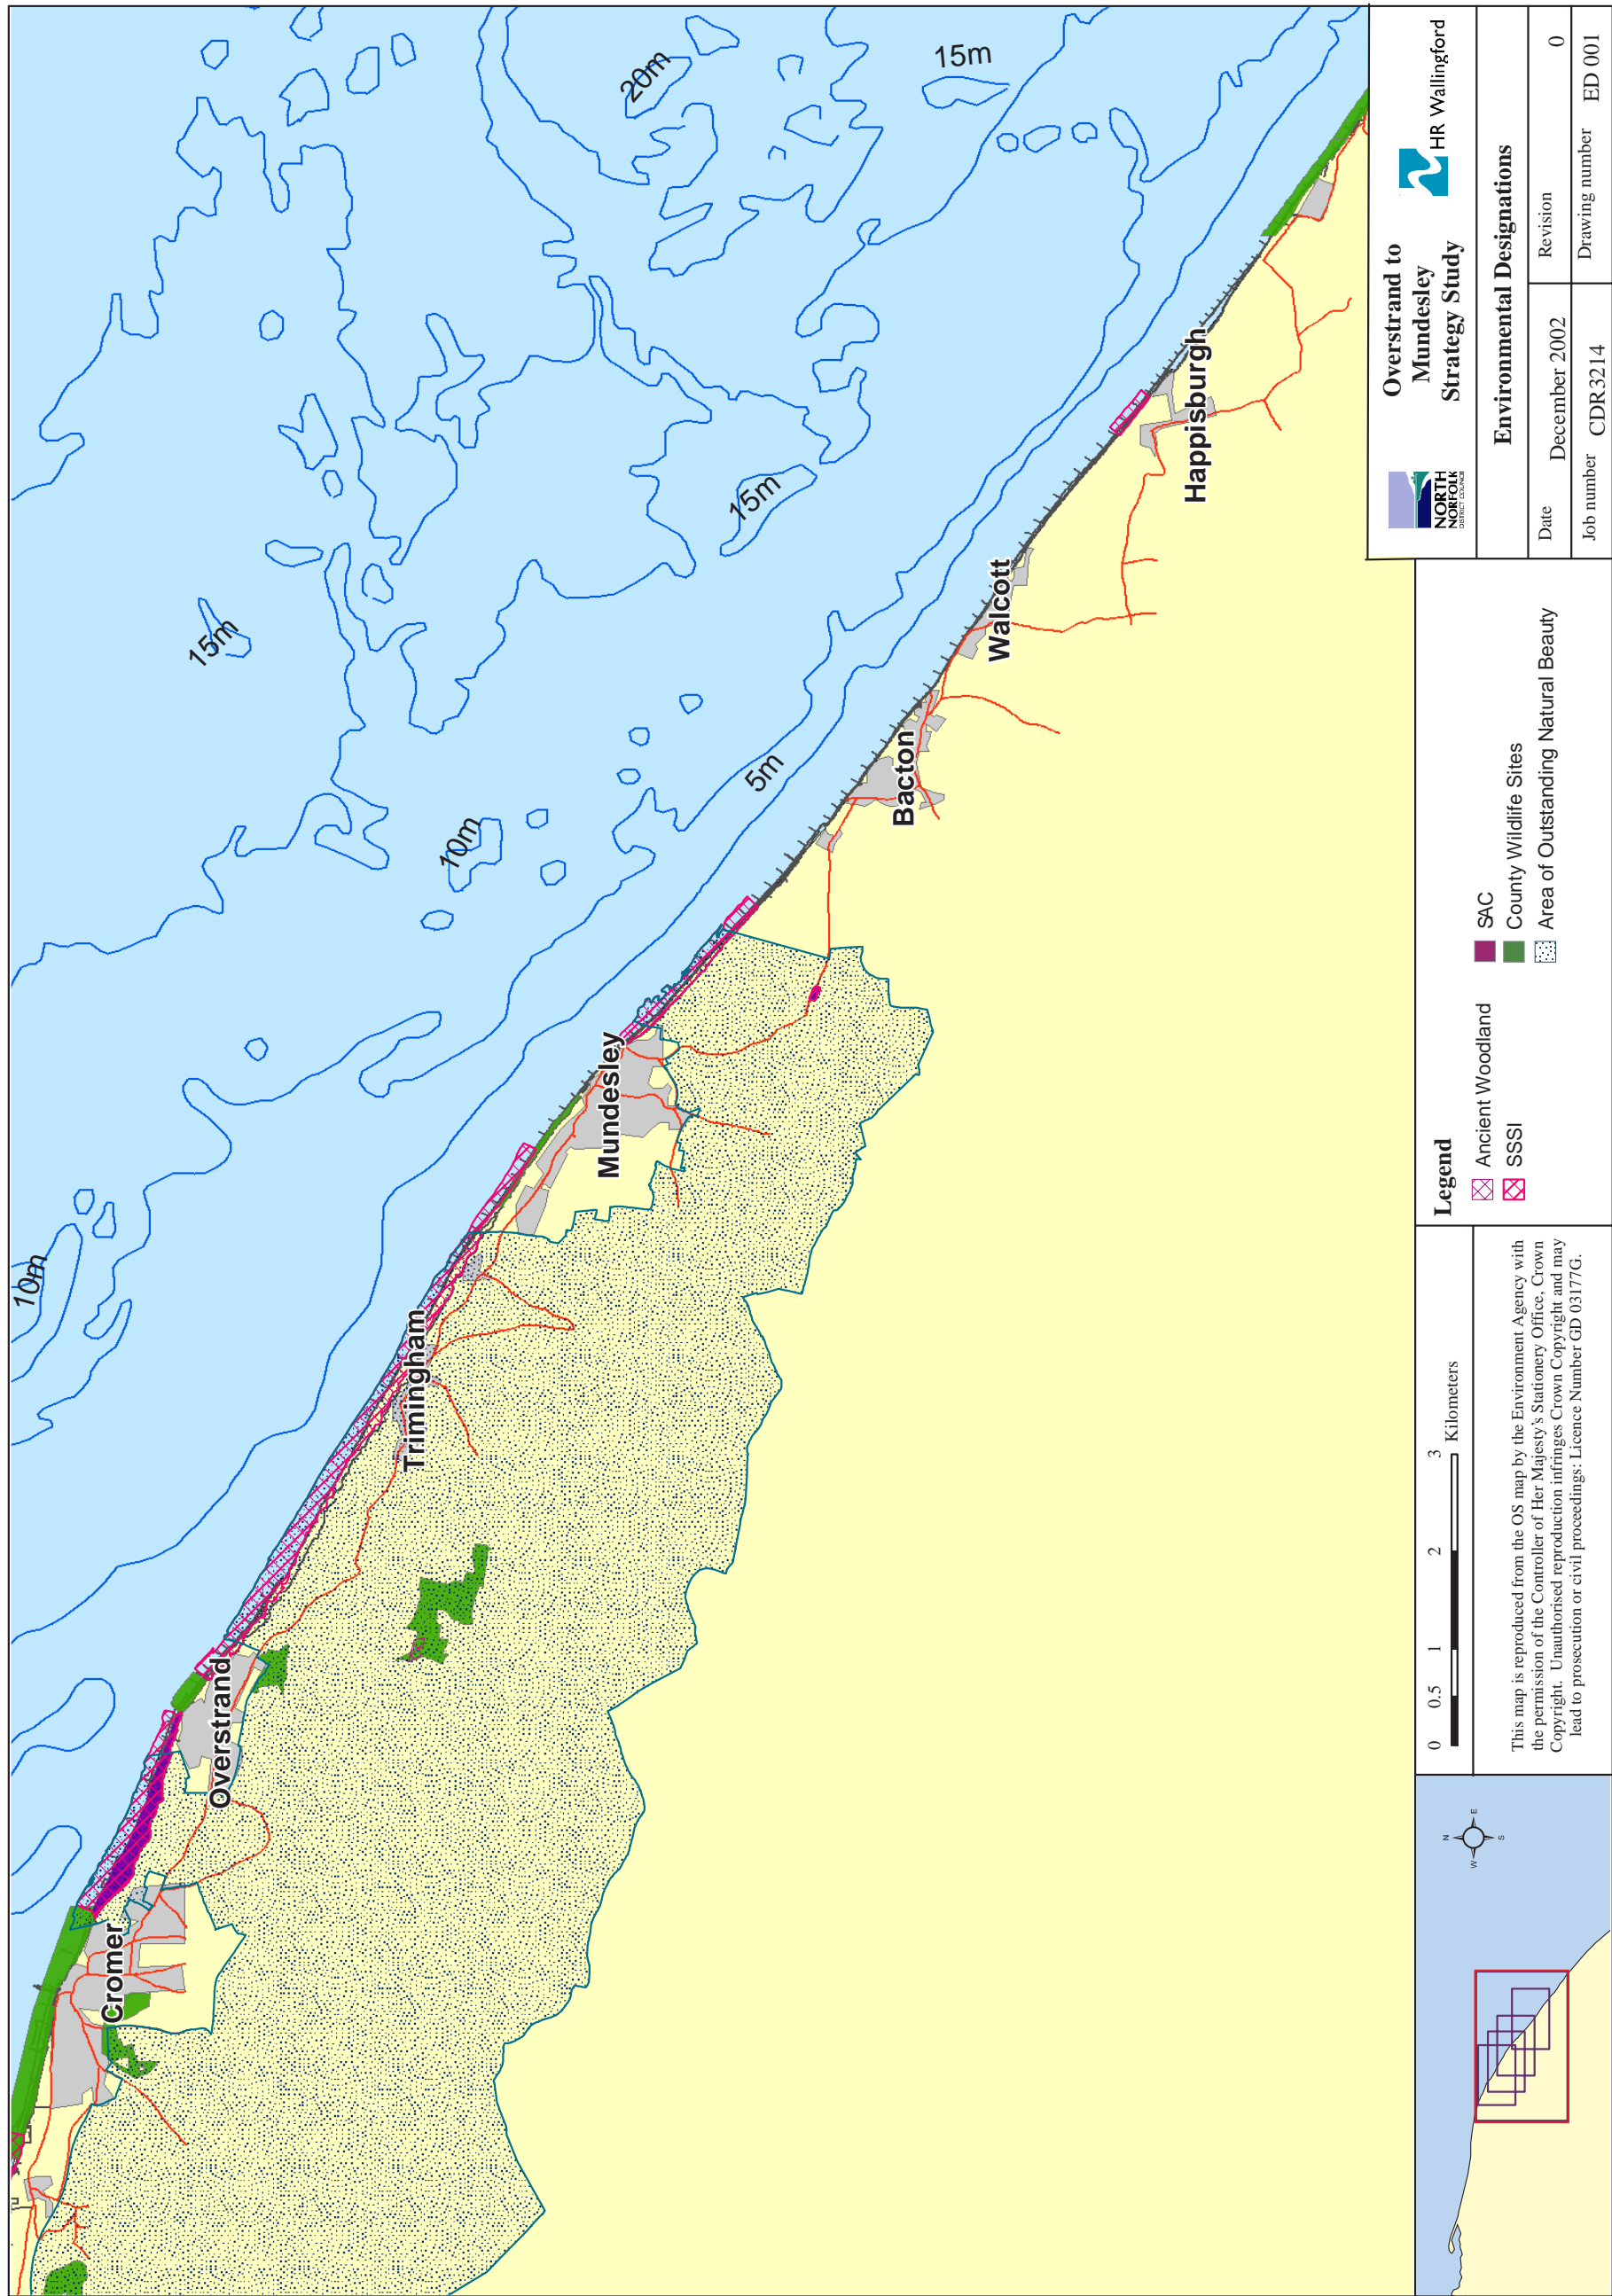 10m
15m
20m
15m
10m
15m
5m
Cromer
Overstrand
Trimingham
Mundesley
Bacton
Walcott
Happisburgh
N
W
E
S
0 0.5 1 2 3
Kilometers
This map is reproduced from the OS map by the Environment Agency with
the permission of the Controller of Her Majesty's Stationery Office, Crown
Copyright. Unauthorised reproduction infringes Crown Copyright and may
lead to prosecution or civil proceedings: Licence Number GD 03177G.
Legend
Ancient Woodland
SSSI
SAC
County Wildlife Sites
Area of Outstanding Natural Beauty
NORTH
NORFOLK
DISTRICT COUNCIL
Overstrand to
Mundesley
Strategy Study
HR Wallingford
Environmental Designations
Date
December 2002
Revision
0
Job number CDR3214
Drawing number ED 001